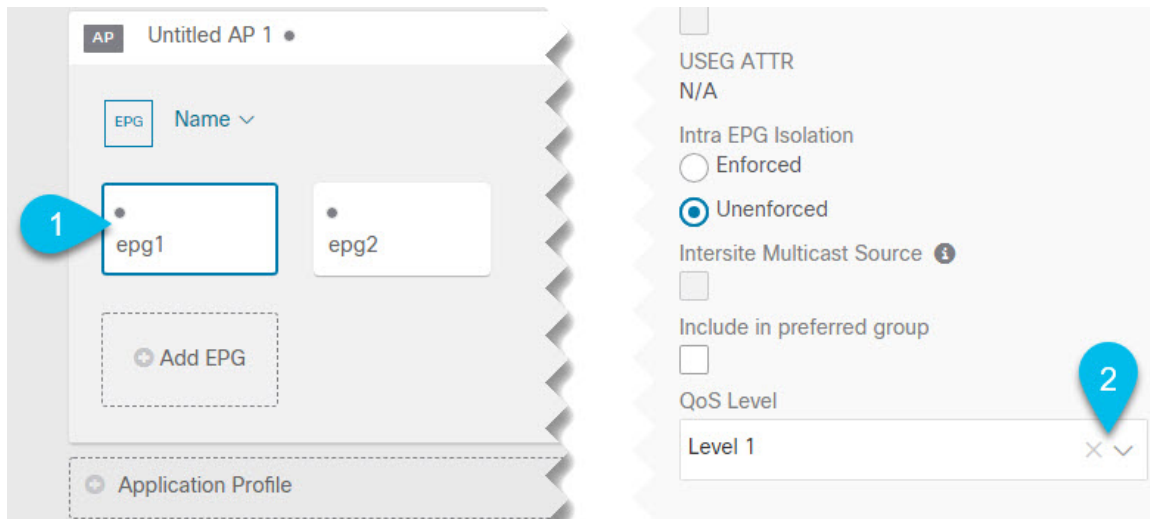 AP Untitled AP 1
EPG Name
1
epg1
epg2
Add EPG
Application Profile
USEG ATTR
N/A
Intra EPG Isolation
Enforced
Unenforced
Intersite Multicast Source
Include in preferred group
2
QoS Level
Level 1